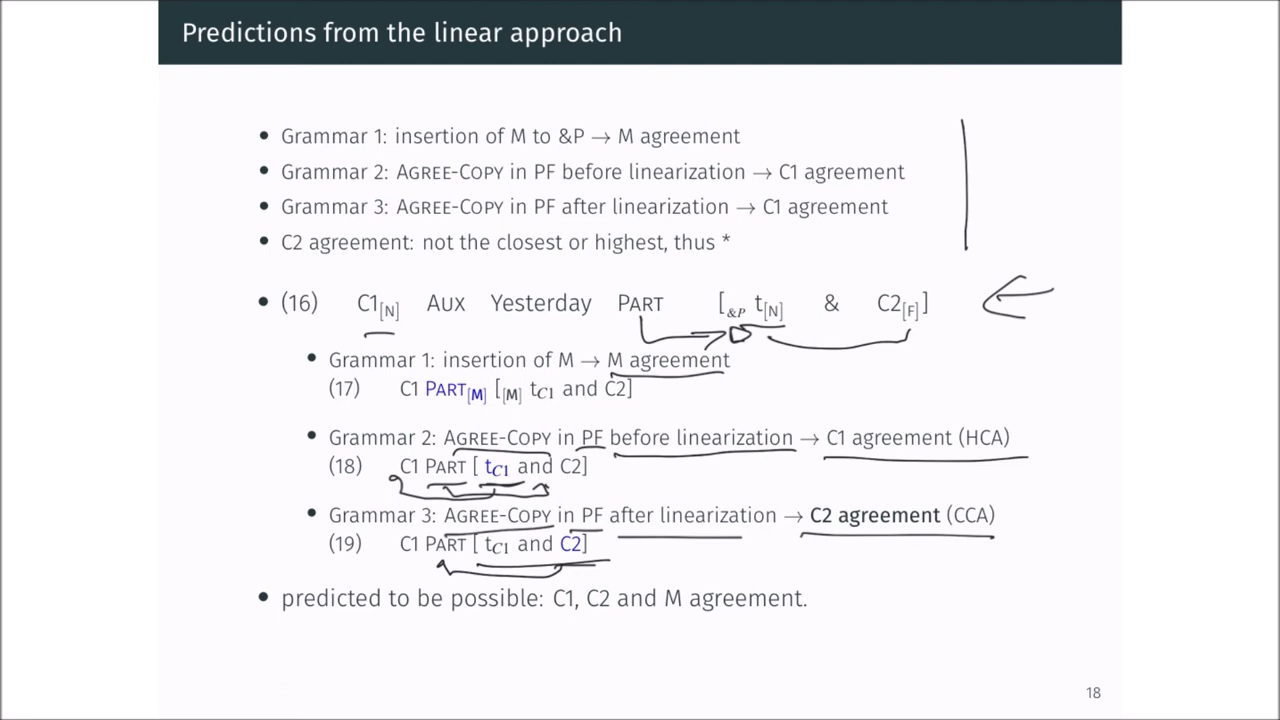 Predictions from the linear approach
• Grammar 1: insertion of M to &P → M agreement
• Grammar 2: AGREE-COPY in PF before linearization → C1 agreement
• Grammar 3: AGREE-COPY in PF after linearization → C1 agreement
• C2 agreement: not the closest or highest, thus *
• (16) C1[N] AUX Yesterday PART [&P t[N] & C2[F]]
• Grammar 1: insertion of M → M agreement
(17) C1 PART[M] [[M] tC1 and C2]
• Grammar 2: AGREE-COPY in PF before linearization → C1 agreement (HCA)
(18) C1 PART [ tC1 and C2]
• Grammar 3: AGREE-COPY in PF after linearization → C2 agreement (CCA)
(19) C1 PART [ tC1 and C2]
• predicted to be possible: C1, C2 and M agreement.
18